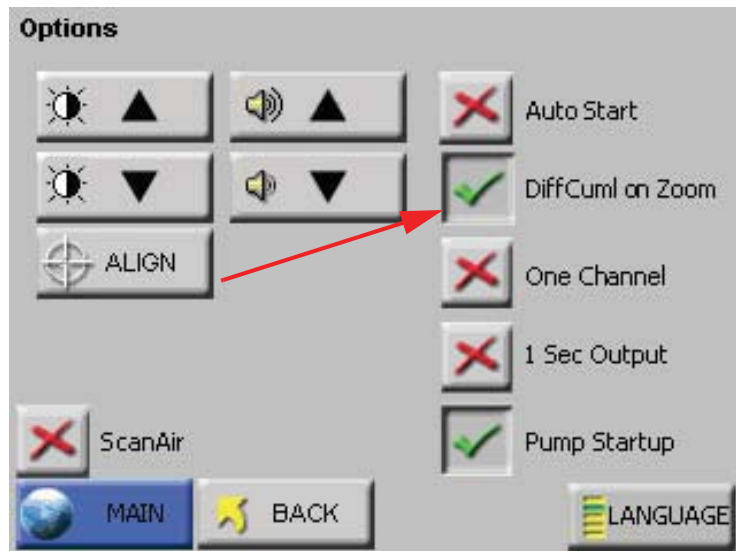 Options
Auto Start
DiffCuml on Zoom
ALIGN
One Channel
1 Sec Output
ScanAir
Pump Startup
MAIN
BACK
LANGUAGE